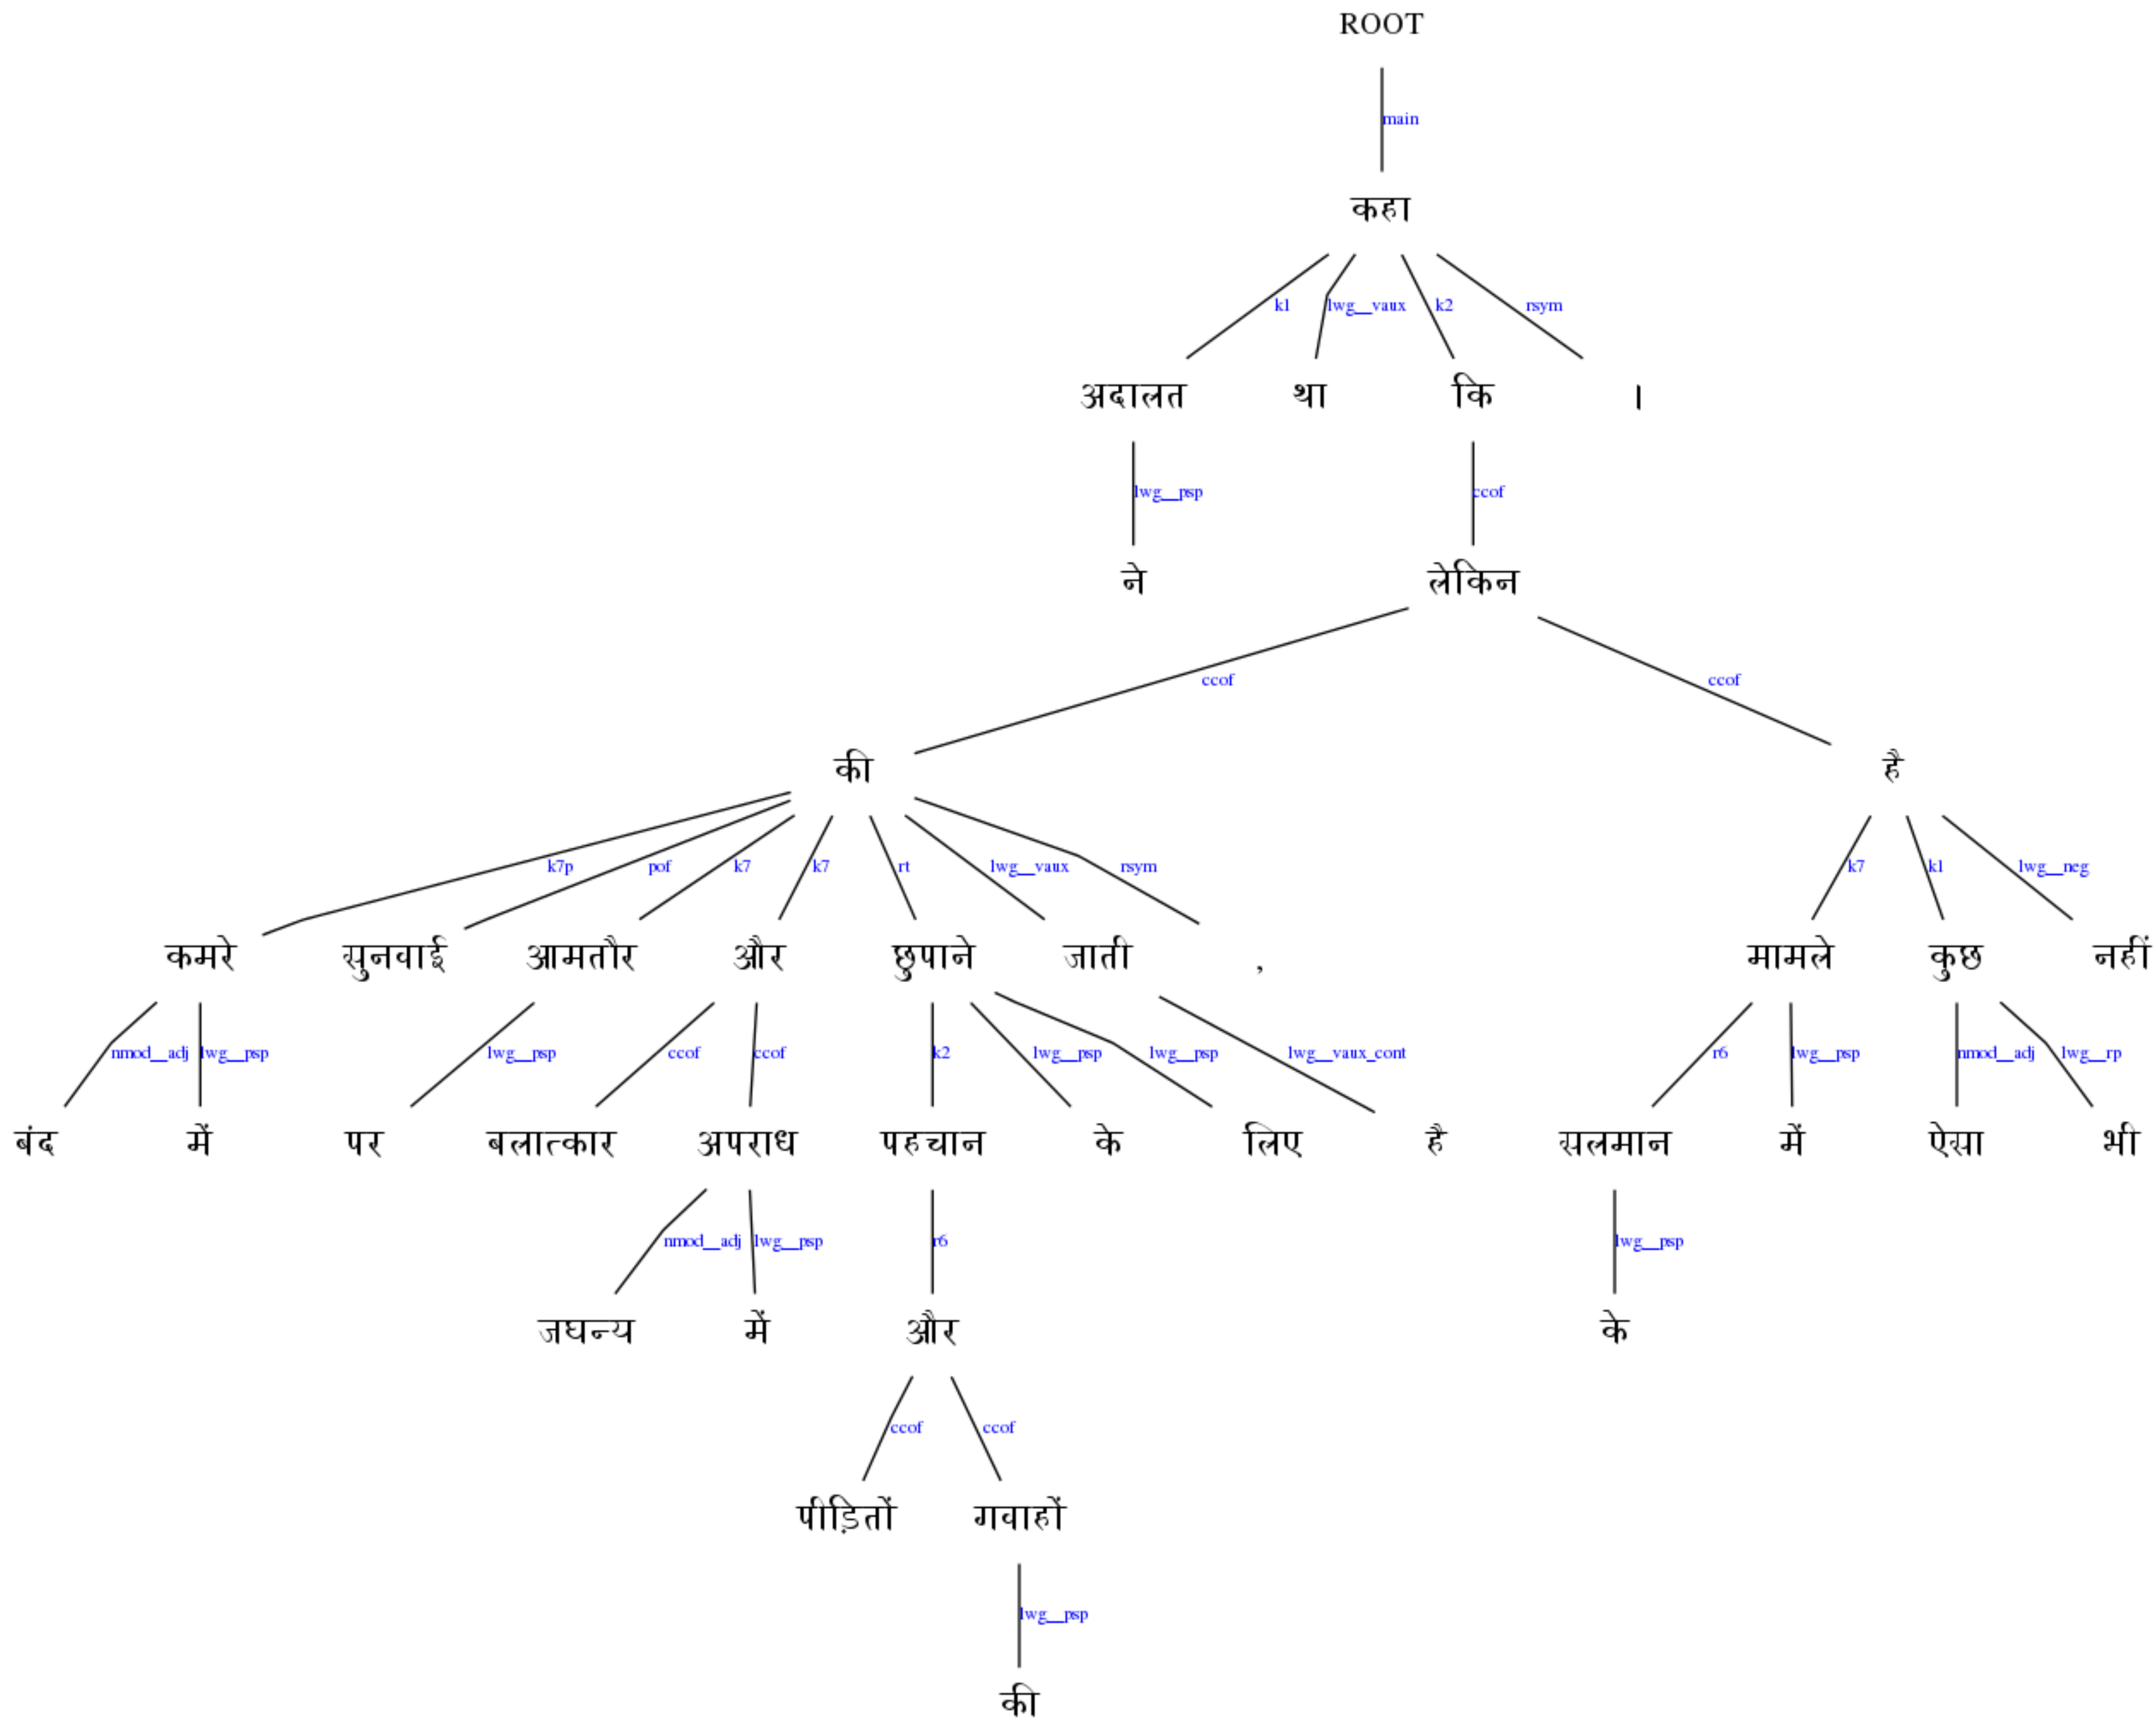 ROOT
main
कहा
k1 lwg__vaux k2 rsym
अदालत था कि ।
lwg__psp ccof
ने लेकिन
ccof ccof
की है
k7p pof k7 k7 rt lwg__vaux rsym k7 k1 lwg__neg
कमरे सुनवाई आमतौर और छुपाने जाती , मामले कुछ नहीं
nmod__adj lwg__psp lwg__psp ccof ccof k2 lwg__psp lwg__psp lwg__vaux_cont r6 lwg__psp nmod__adj lwg__rp
बंद में पर बलात्कार अपराध पहचान के लिए है सलमान में ऐसा भी
nmod__adj lwg__psp r6 lwg__psp
जघन्य में और के
ccof ccof
पीड़ितों गवाहों
lwg__psp
की